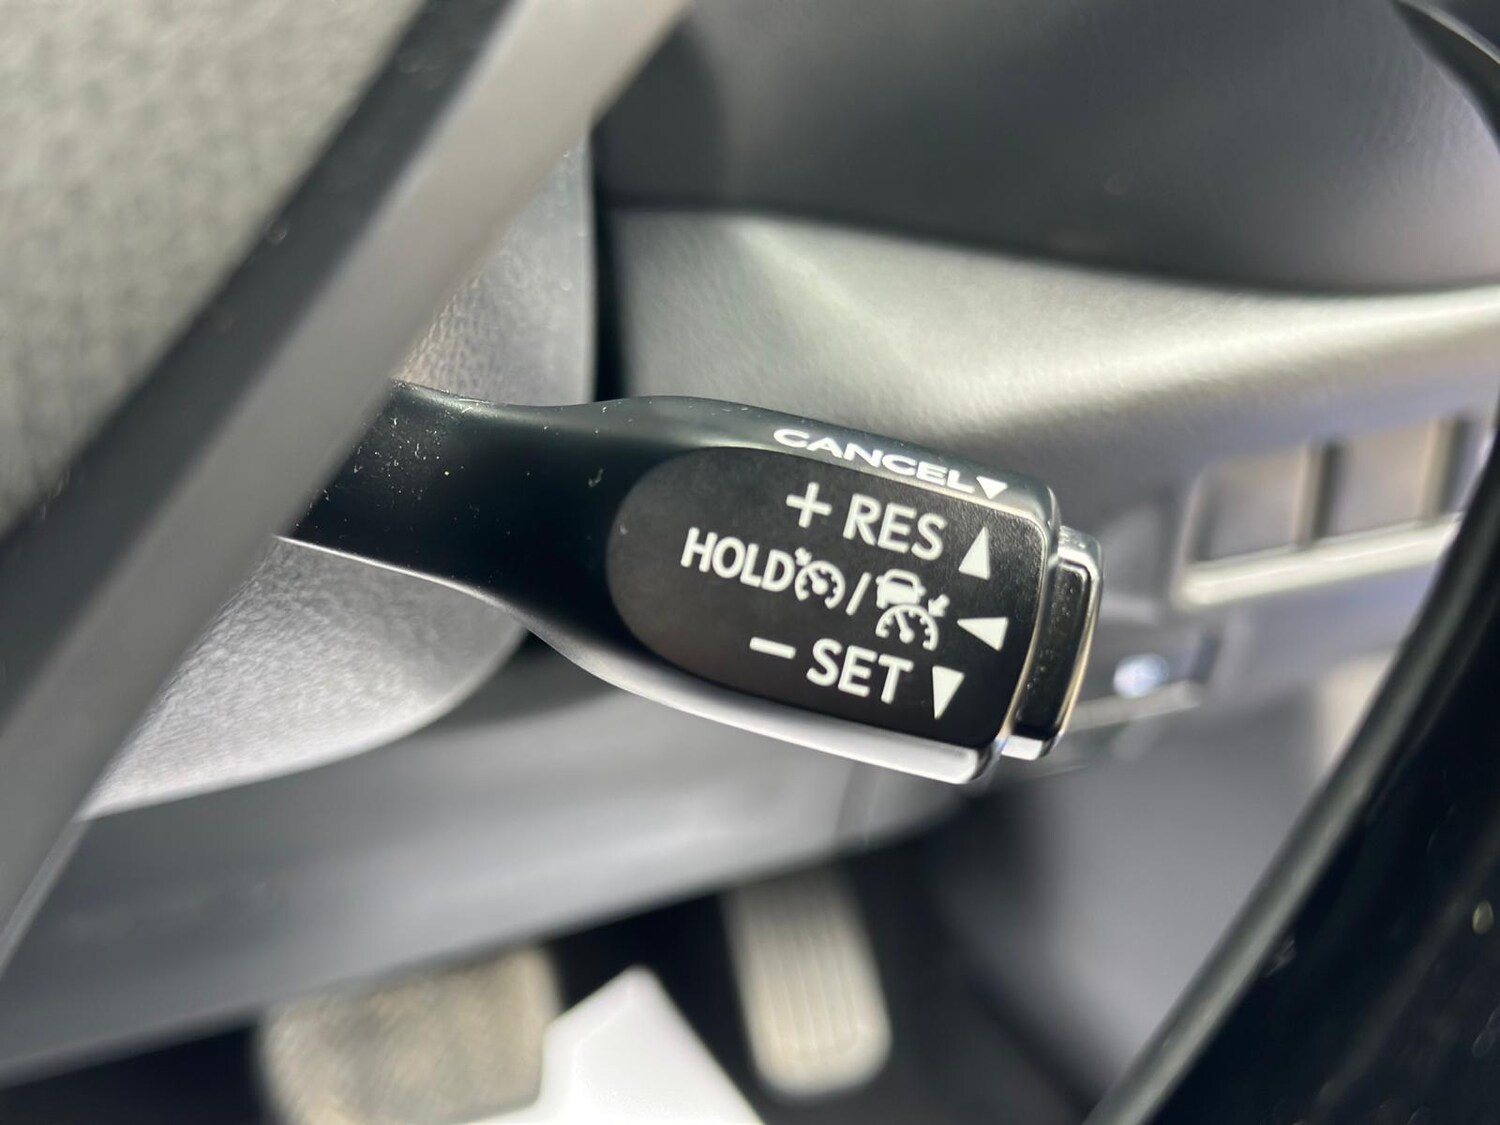 CANCEL▼
+ RES ▲
HOLD / ◀
− SET ▼